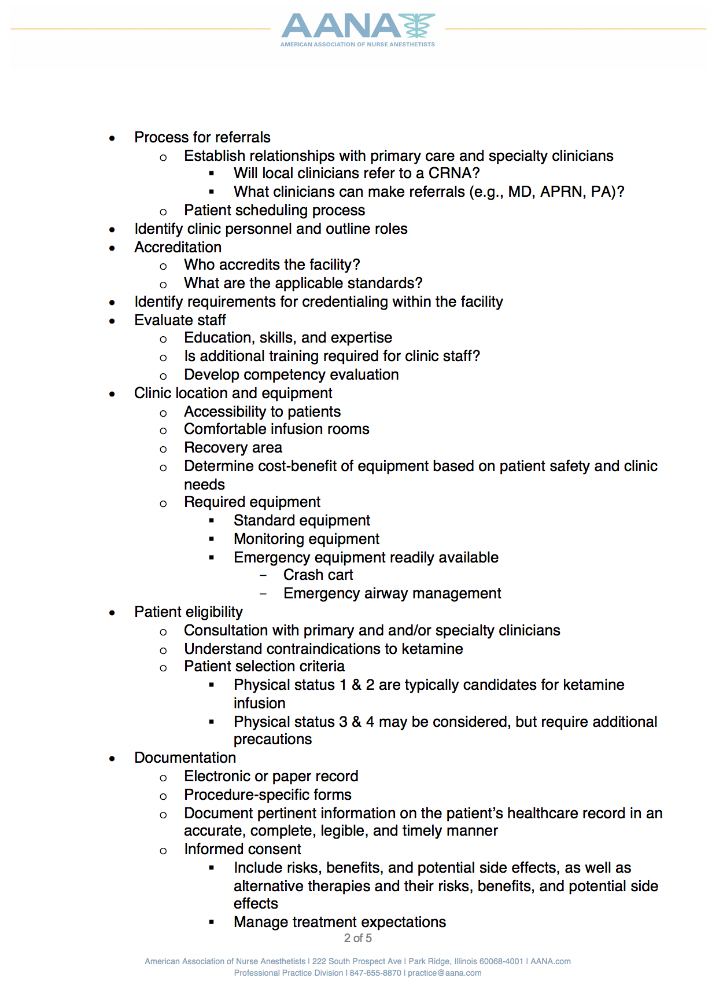 AANA
AMERICAN ASSOCIATION OF NURSE ANESTHETISTS
• Process for referrals
o Establish relationships with primary care and specialty clinicians
▪ Will local clinicians refer to a CRNA?
▪ What clinicians can make referrals (e.g., MD, APRN, PA)?
o Patient scheduling process
• Identify clinic personnel and outline roles
• Accreditation
o Who accredits the facility?
o What are the applicable standards?
• Identify requirements for credentialing within the facility
• Evaluate staff
o Education, skills, and expertise
o Is additional training required for clinic staff?
o Develop competency evaluation
• Clinic location and equipment
o Accessibility to patients
o Comfortable infusion rooms
o Recovery area
o Determine cost-benefit of equipment based on patient safety and clinic
needs
o Required equipment
▪ Standard equipment
▪ Monitoring equipment
▪ Emergency equipment readily available
– Crash cart
– Emergency airway management
• Patient eligibility
o Consultation with primary and and/or specialty clinicians
o Understand contraindications to ketamine
o Patient selection criteria
▪ Physical status 1 & 2 are typically candidates for ketamine
infusion
▪ Physical status 3 & 4 may be considered, but require additional
precautions
• Documentation
o Electronic or paper record
o Procedure-specific forms
o Document pertinent information on the patient’s healthcare record in an
accurate, complete, legible, and timely manner
o Informed consent
▪ Include risks, benefits, and potential side effects, as well as
alternative therapies and their risks, benefits, and potential side
effects
▪ Manage treatment expectations
2 of 5
American Association of Nurse Anesthetists | 222 South Prospect Ave | Park Ridge, Illinois 60068-4001 | AANA.com
Professional Practice Division | 847-655-8870 | practice@aana.com